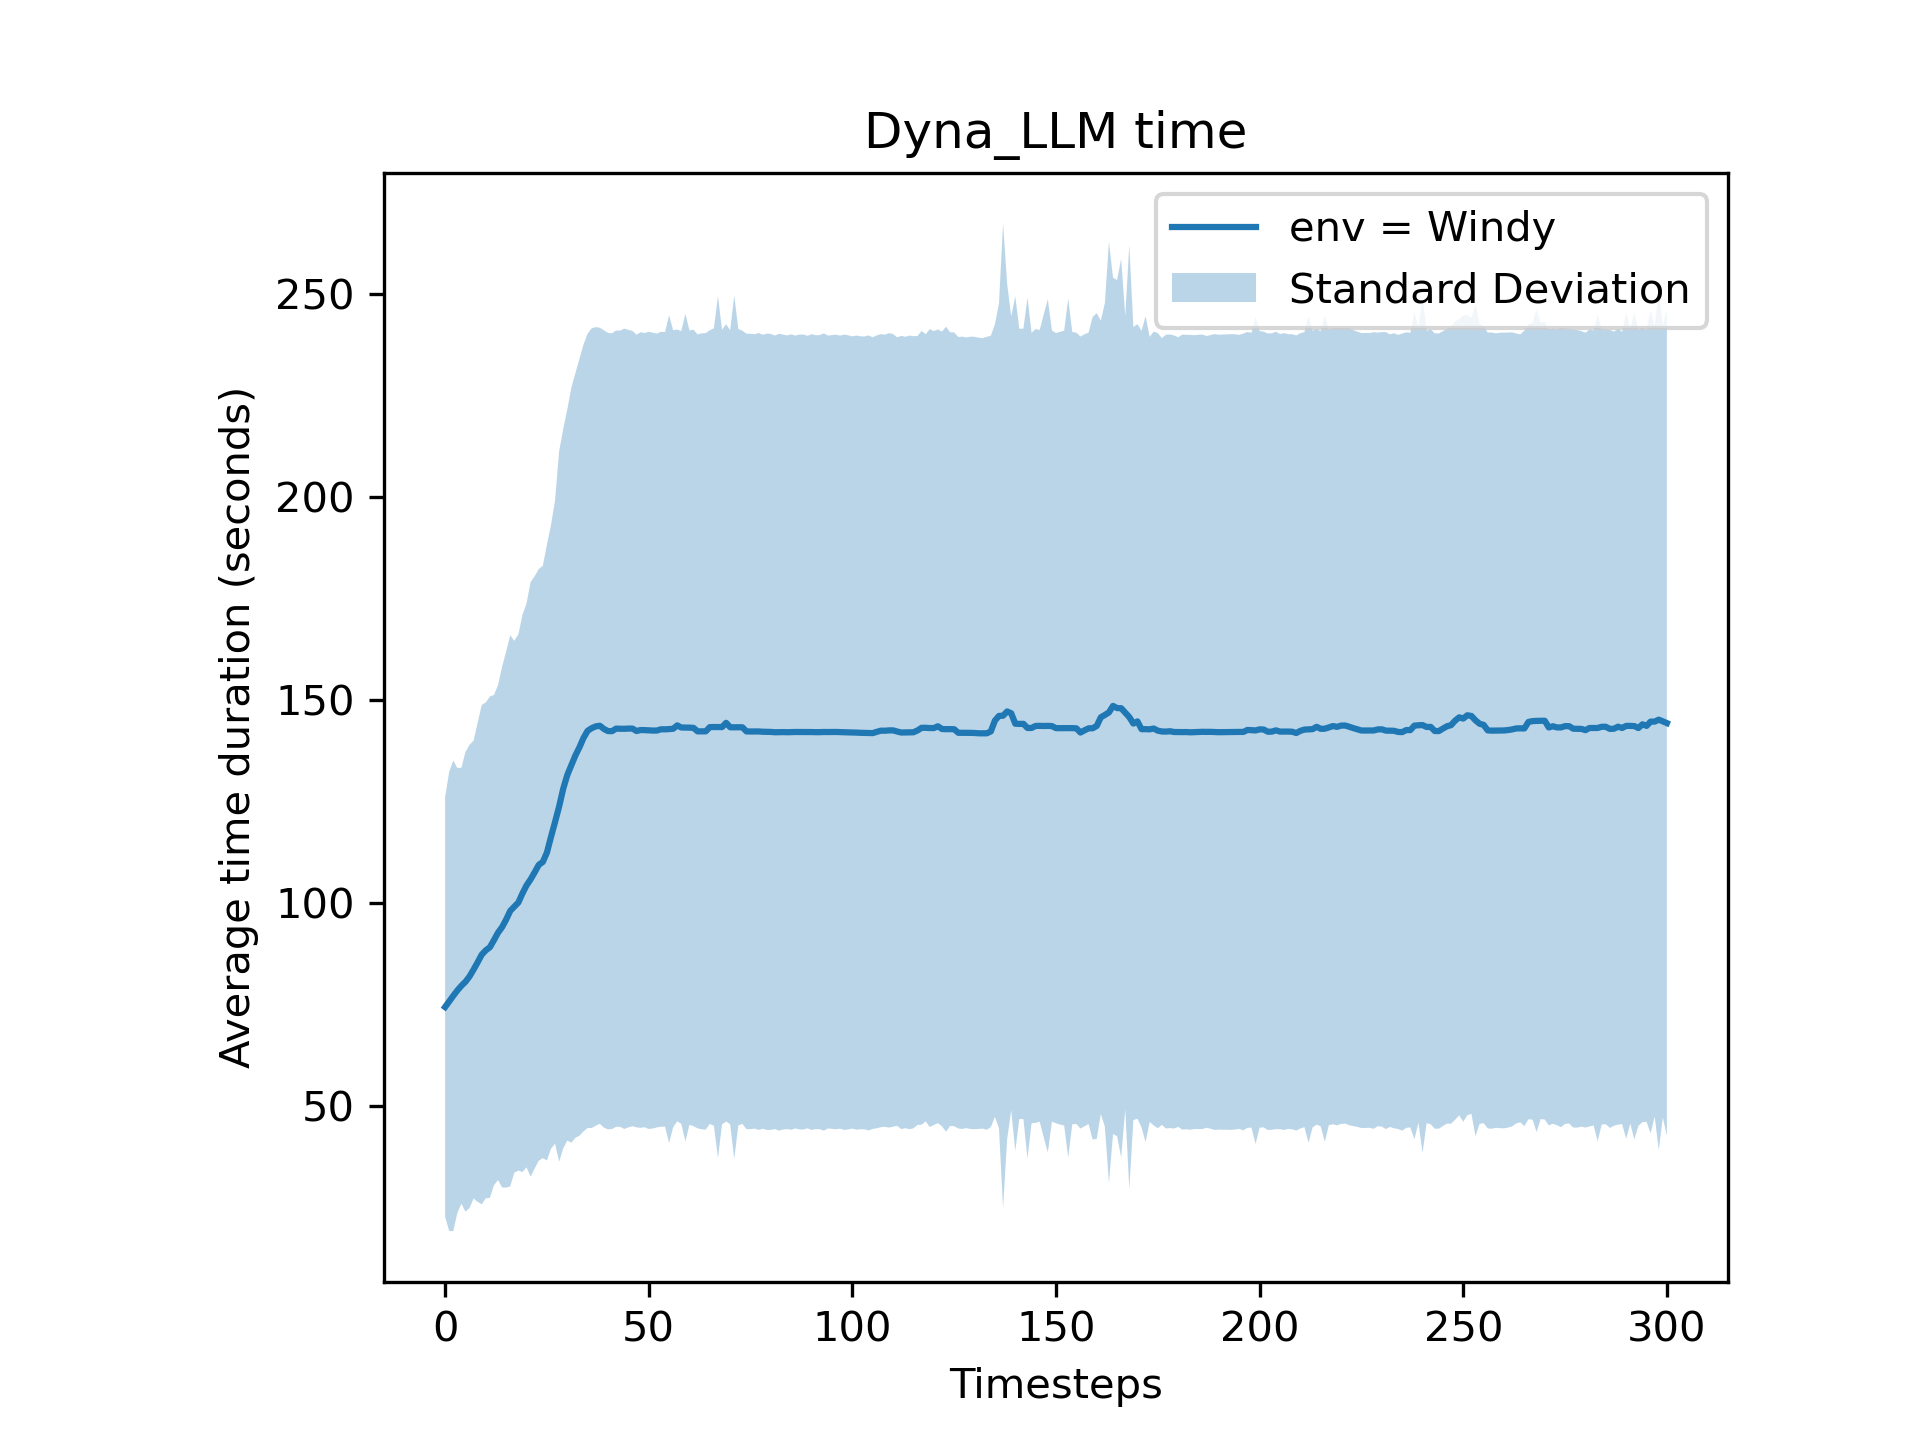 Dyna_LLM time
env = Windy
Standard Deviation
Average time duration (seconds)
250
200
150
100
50
0 50 100 150 200 250 300
Timesteps